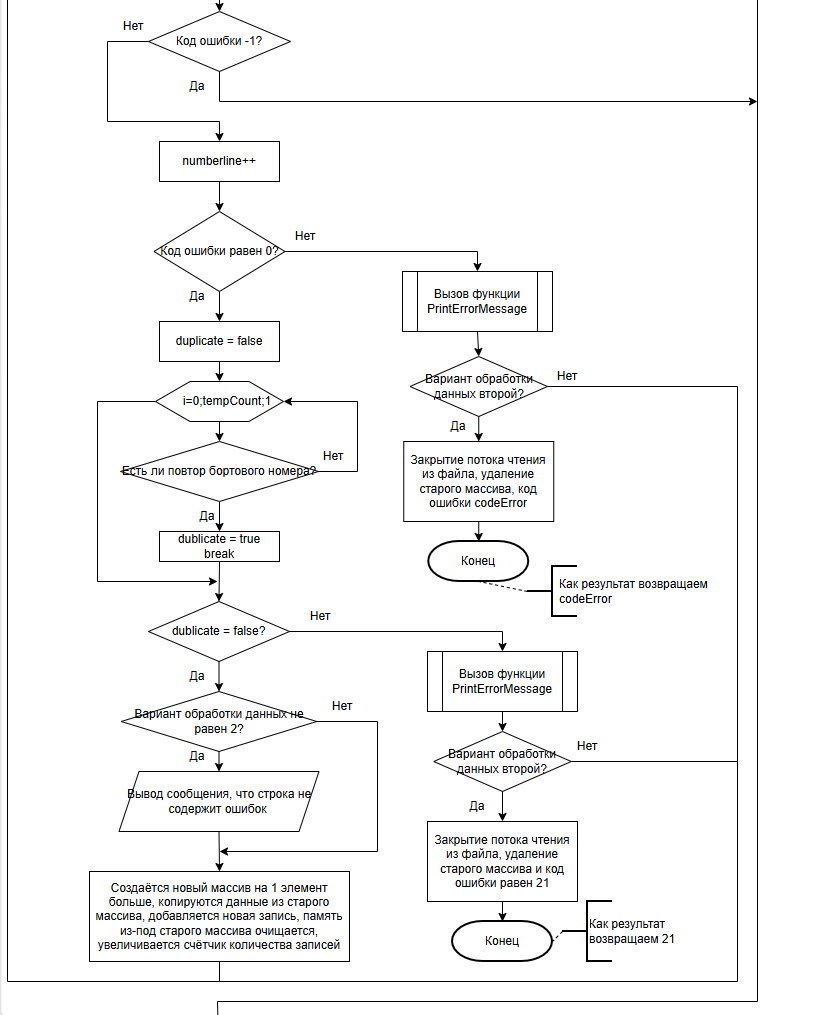 Нет
Код ошибки -1?
Да
numberline++
Нет
Код ошибки равен 0?
Да
Вызов функции
PrintErrorMessage
duplicate = false
Вариант обработки
данных второй?
Нет
i=0;tempCount;1
Да
Нет
Есть ли повтор бортового номера?
Закрытие потока чтения
из файла, удаление
старого массива, код
ошибки codeError
Да
dublicate = true
break
Конец
Как результат возвращаем
codeError
Нет
dublicate = false?
Да
Вызов функции
PrintErrorMessage
Нет
Вариант обработки данных не
равен 2?
Да
Нет
Вариант обработки
данных второй?
Вывод сообщения, что строка не
содержит ошибок
Да
Закрытие потока чтения
из файла, удаление
старого массива и код
ошибки равен 21
Создаётся новый массив на 1 элемент
больше, копируются данные из старого
массива, добавляется новая запись, память
из-под старого массива очищается,
увеличивается счётчик количества записей
Конец
Как результат
возвращаем 21